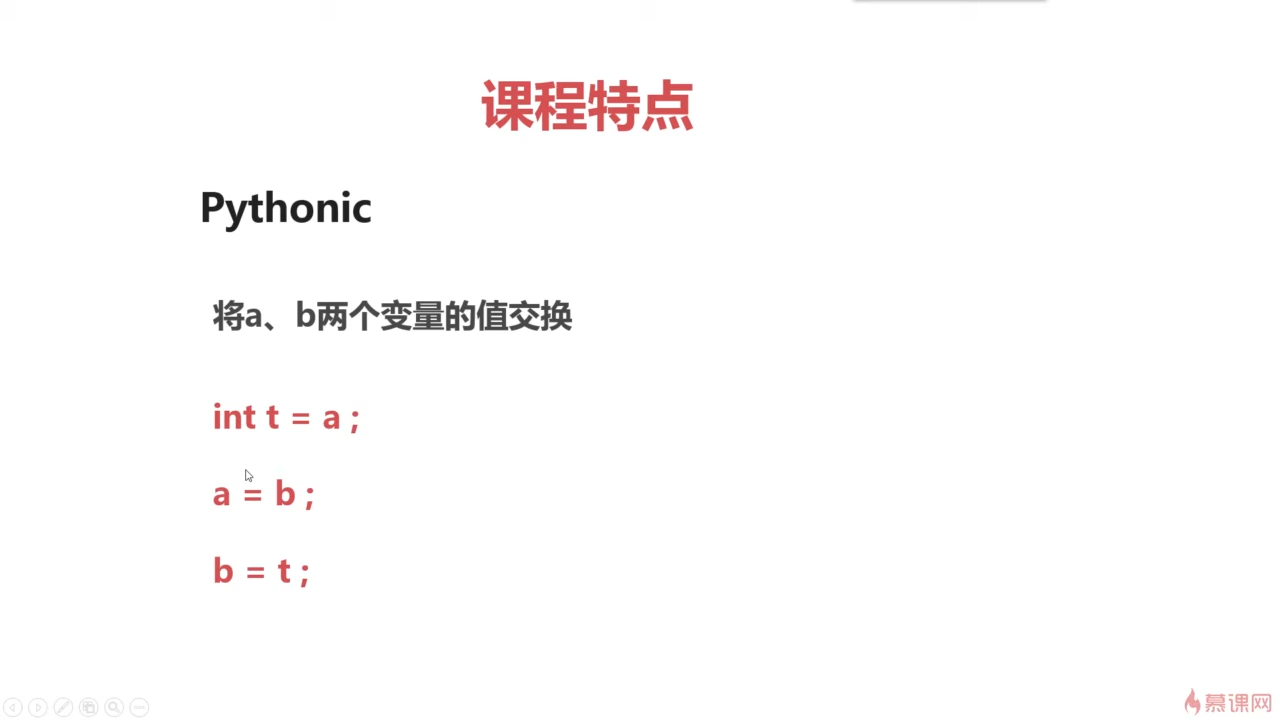 课程特点
Pythonic
将a、b两个变量的值交换
int t = a ;
a = b ;
b = t ;
慕课网